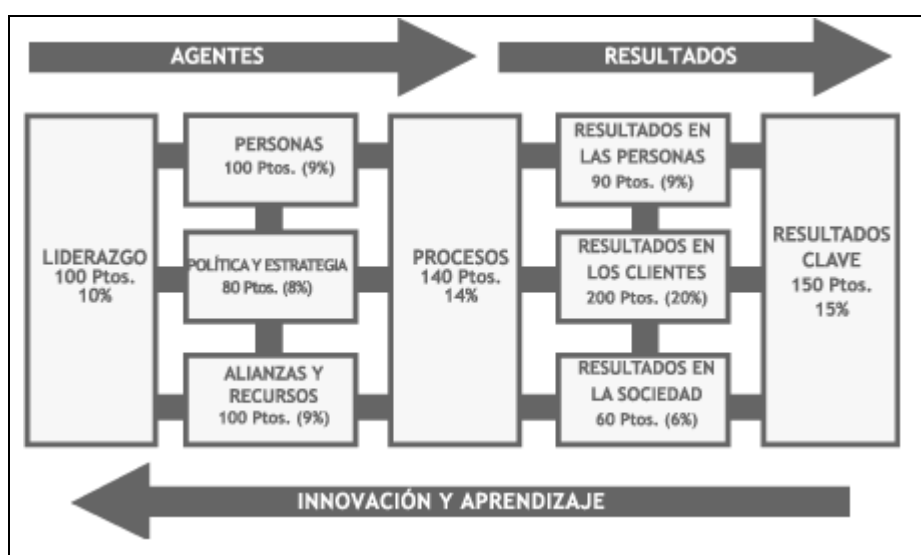 AGENTES
RESULTADOS
LIDERAZGO
100 Ptos.
10%
PERSONAS
100 Ptos. (9%)
POLÍTICA Y ESTRATEGIA
80 Ptos. (8%)
ALIANZAS Y
RECURSOS
100 Ptos. (9%)
PROCESOS
140 Ptos.
14%
RESULTADOS EN
LAS PERSONAS
90 Ptos. (9%)
RESULTADOS EN
LOS CLIENTES
200 Ptos. (20%)
RESULTADOS EN
LA SOCIEDAD
60 Ptos. (6%)
RESULTADOS
CLAVE
150 Ptos.
15%
INNOVACIÓN Y APRENDIZAJE